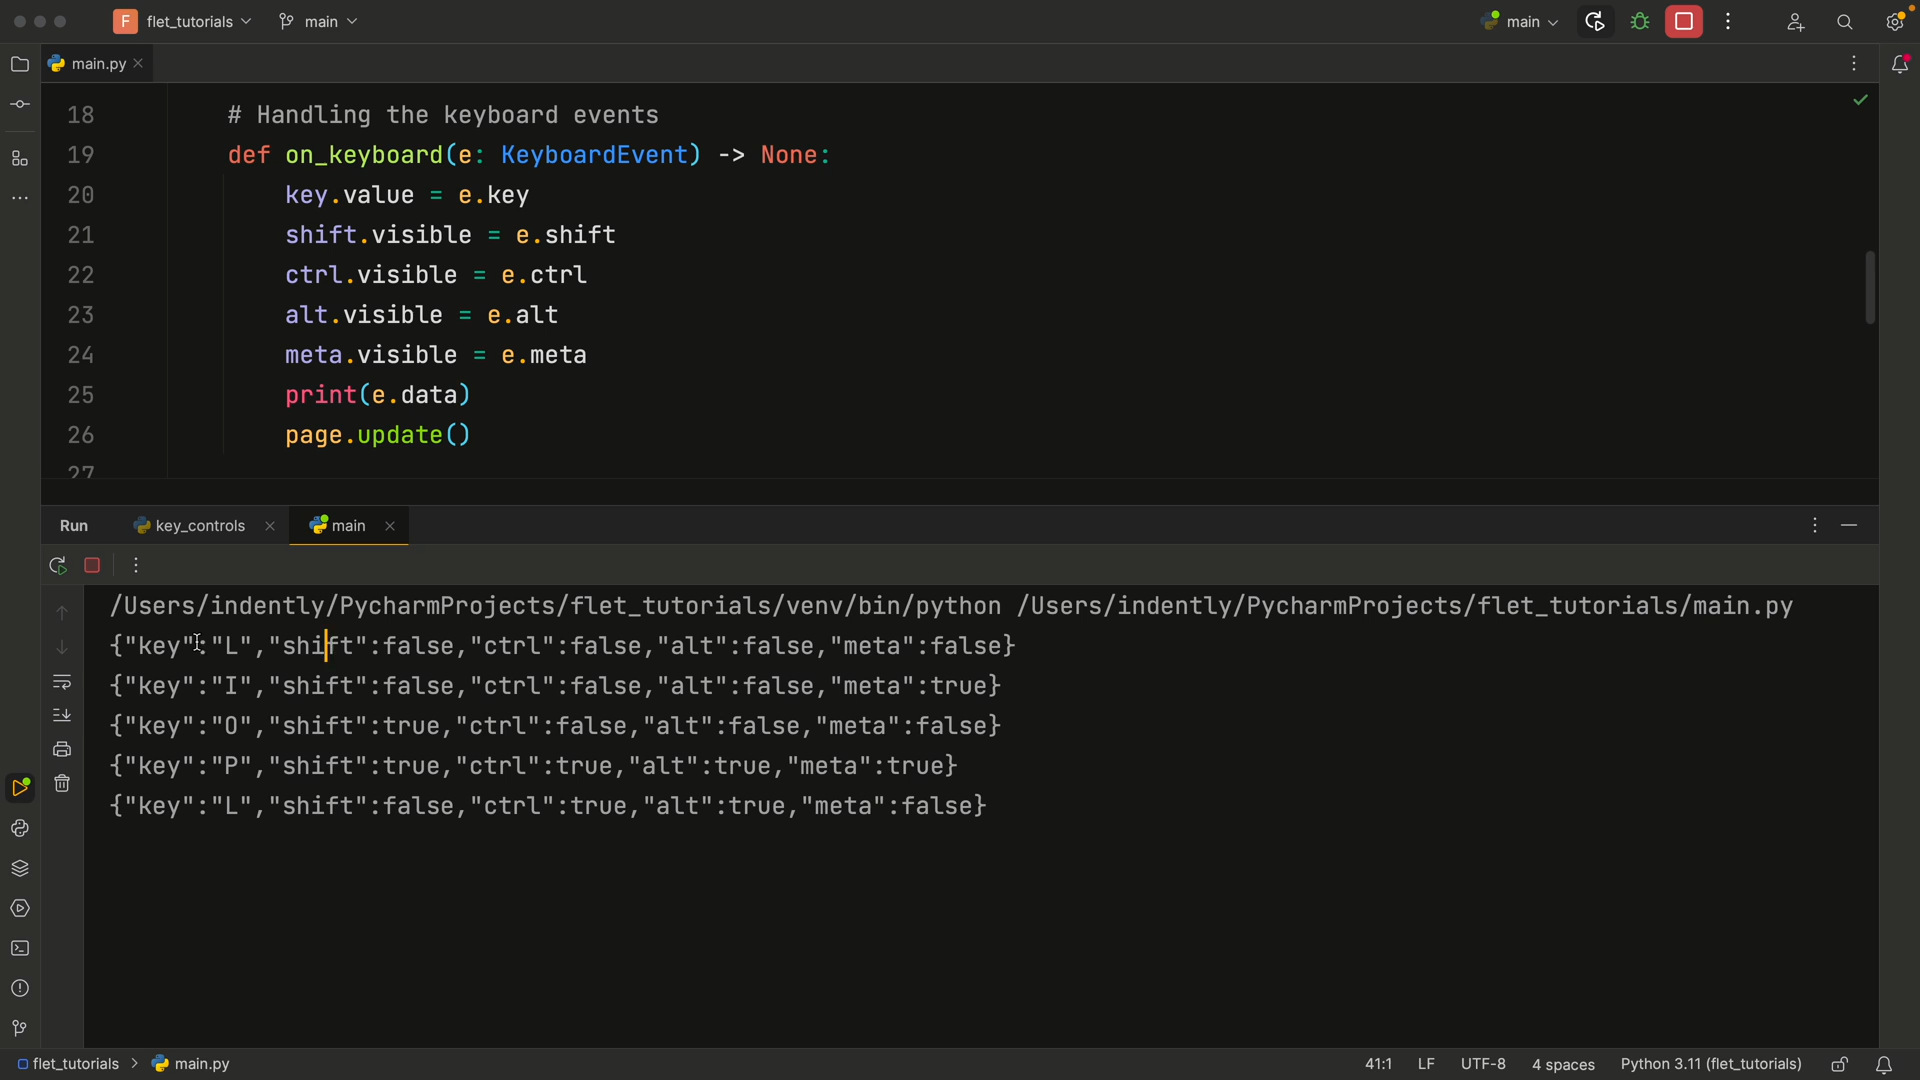 F flet_tutorials main main
main.py
18 # Handling the keyboard events
19 def on_keyboard(e: KeyboardEvent) -> None:
20 key.value = e.key
21 shift.visible = e.shift
22 ctrl.visible = e.ctrl
23 alt.visible = e.alt
24 meta.visible = e.meta
25 print(e.data)
26 page.update()
27
Run key_controls main
/Users/indently/PycharmProjects/flet_tutorials/venv/bin/python /Users/indently/PycharmProjects/flet_tutorials/main.py
{"key":"L","shift":false,"ctrl":false,"alt":false,"meta":false}
{"key":"I","shift":false,"ctrl":false,"alt":false,"meta":true}
{"key":"O","shift":true,"ctrl":false,"alt":false,"meta":false}
{"key":"P","shift":true,"ctrl":true,"alt":true,"meta":true}
{"key":"L","shift":false,"ctrl":true,"alt":true,"meta":false}
flet_tutorials > main.py 41:1 LF UTF-8 4 spaces Python 3.11 (flet_tutorials)